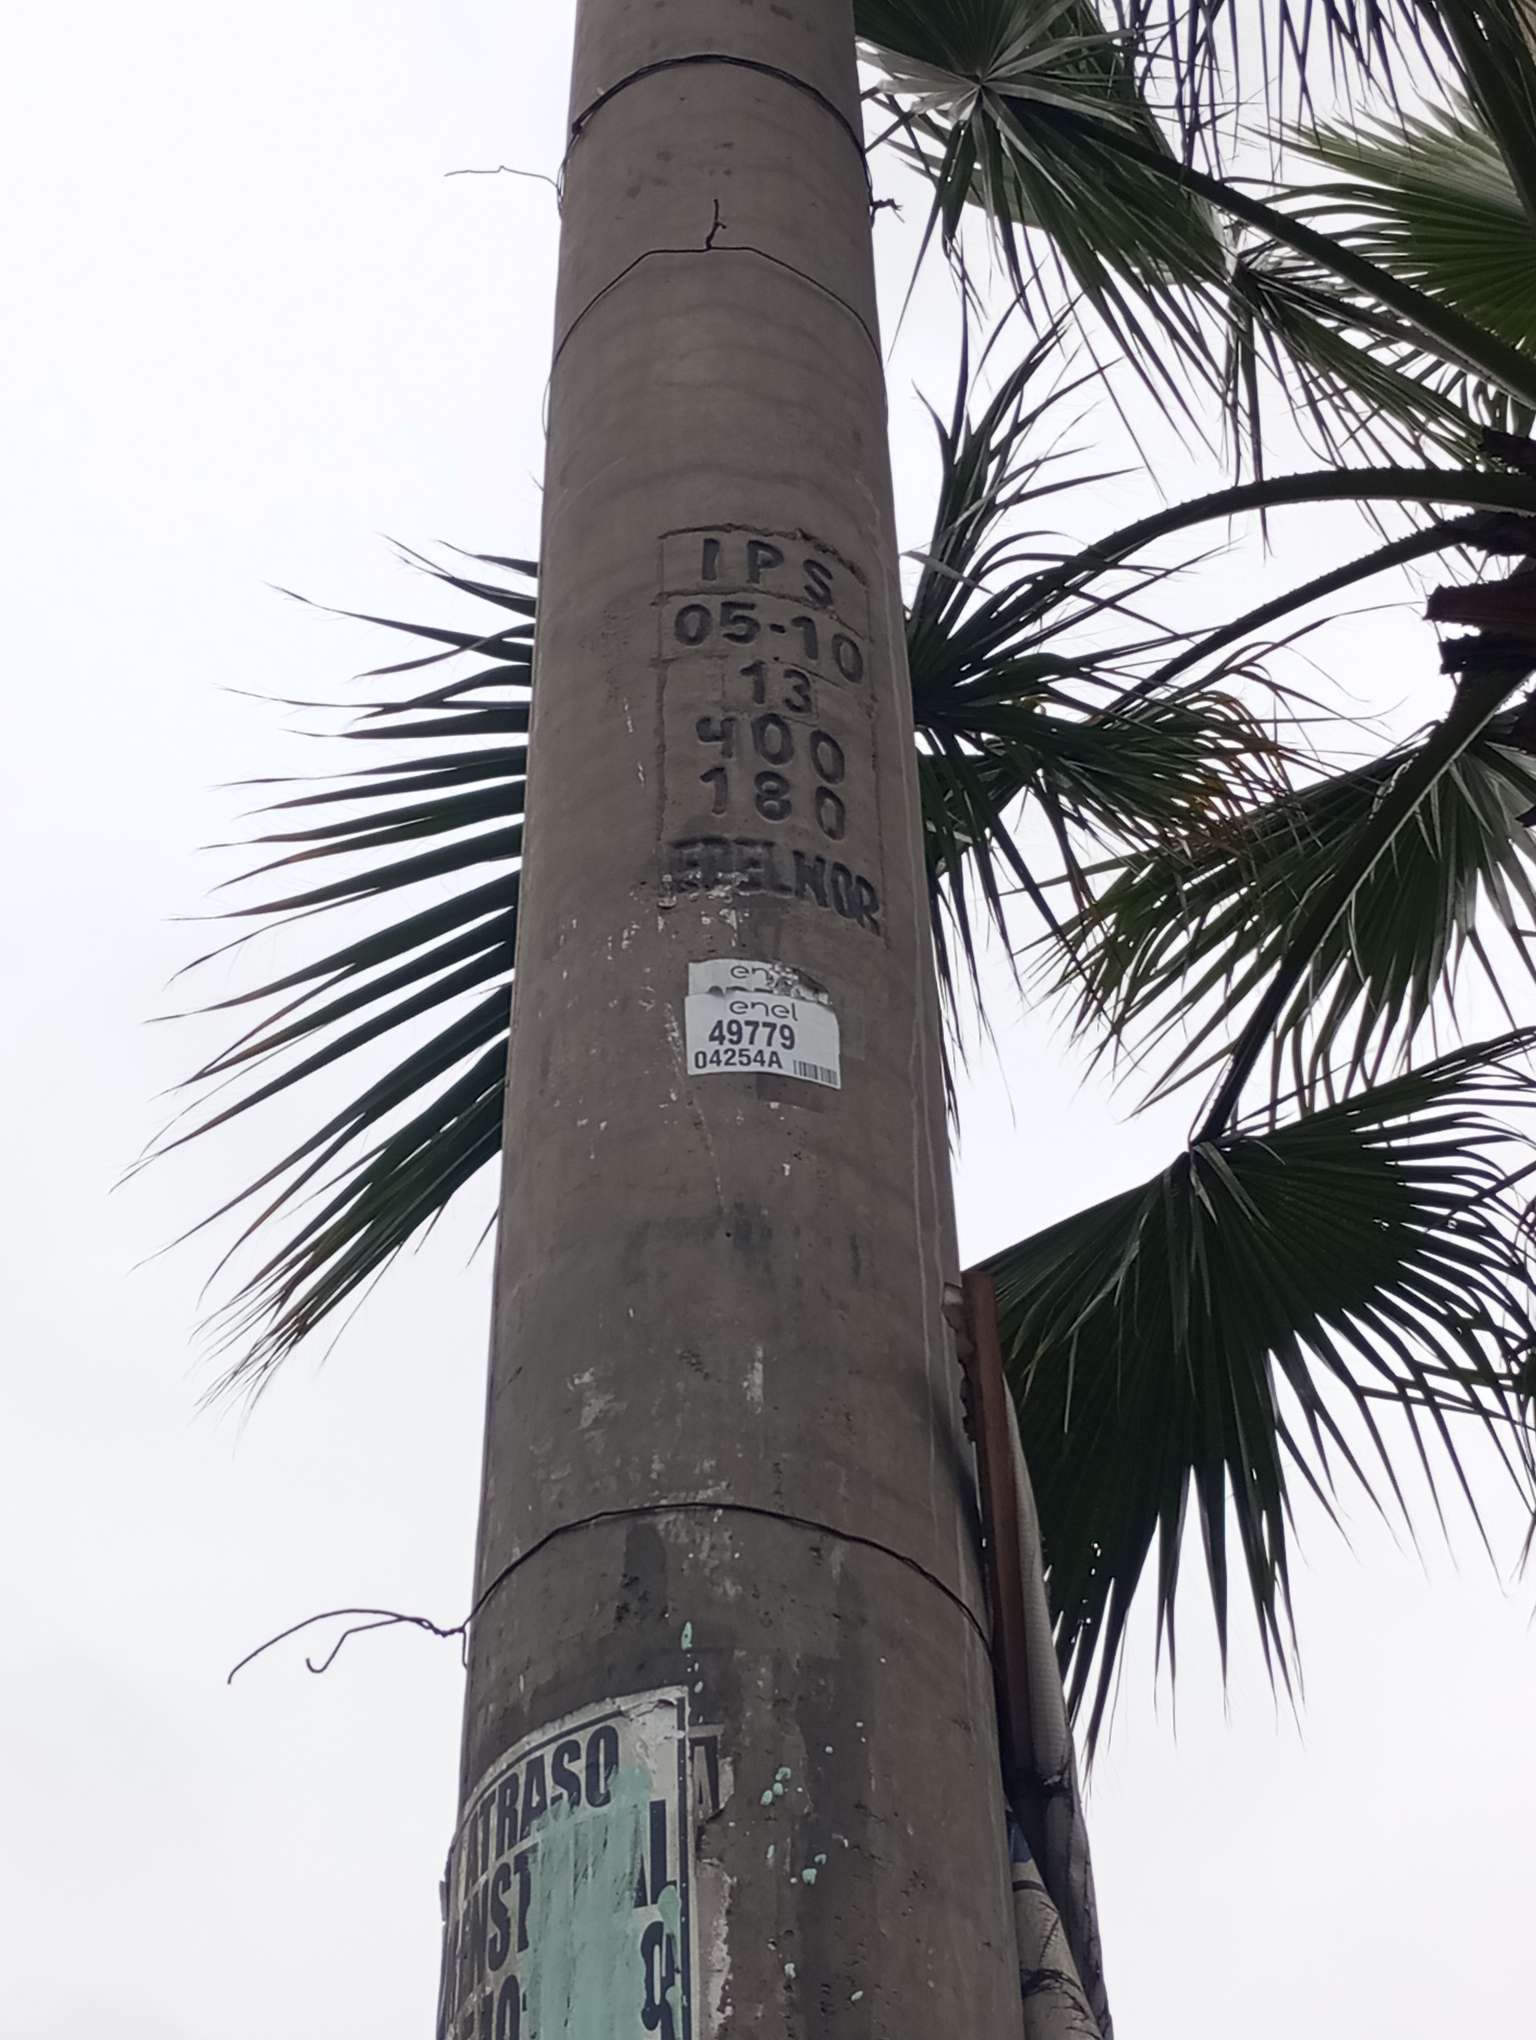 IPS
05-10
13
400
180
EDELNOR
enel
enel
49779
04254A
ATRASO